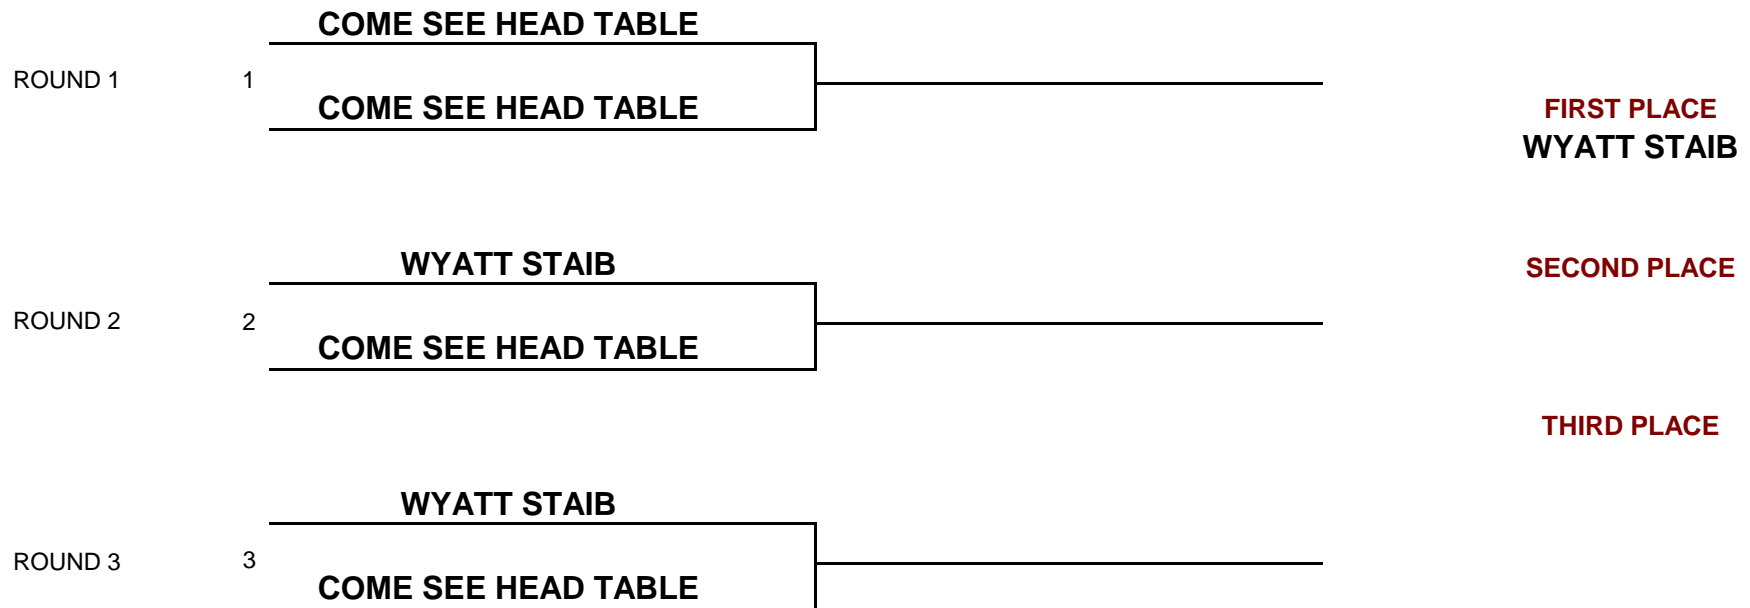 COME SEE HEAD TABLE
ROUND 1 1
COME SEE HEAD TABLE
FIRST PLACE
WYATT STAIB
WYATT STAIB
SECOND PLACE
ROUND 2 2
COME SEE HEAD TABLE
THIRD PLACE
WYATT STAIB
ROUND 3 3
COME SEE HEAD TABLE